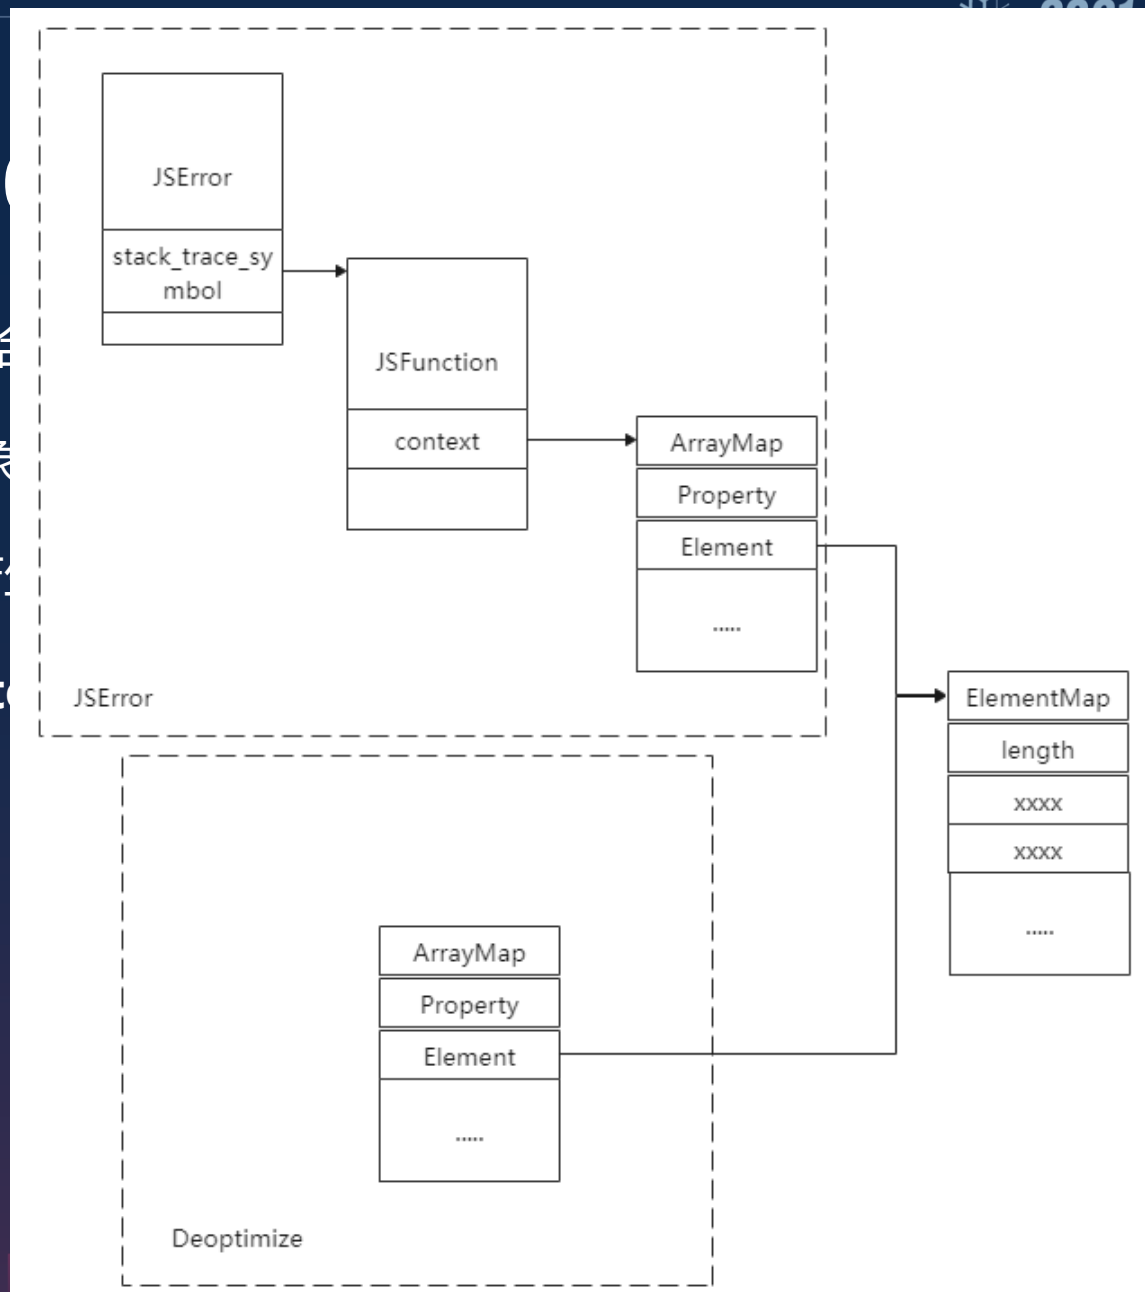 JSError
stack_trace_sy
mbol
JSFunction
context
ArrayMap
Property
Element
.....
JSError
ElementMap
length
xxxx
xxxx
.....
ArrayMap
Property
Element
.....
Deoptimize